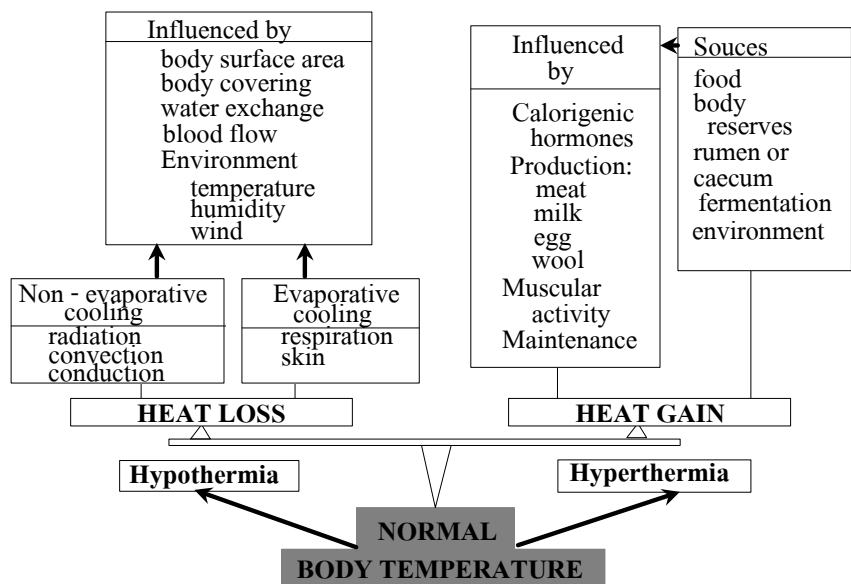 Influenced by
body surface area
body covering
water exchange
blood flow
Environment
temperature
humidity
wind
Non - evaporative
cooling
radiation
convection
conduction
Evaporative
cooling
respiration
skin
HEAT LOSS
Influenced
by
Calorigenic
hormones
Production:
meat
milk
egg
wool
Muscular
activity
Maintenance
Souces
food
body
reserves
rumen or
caecum
fermentation
environment
HEAT GAIN
Hypothermia
Hyperthermia
NORMAL
BODY TEMPERATURE